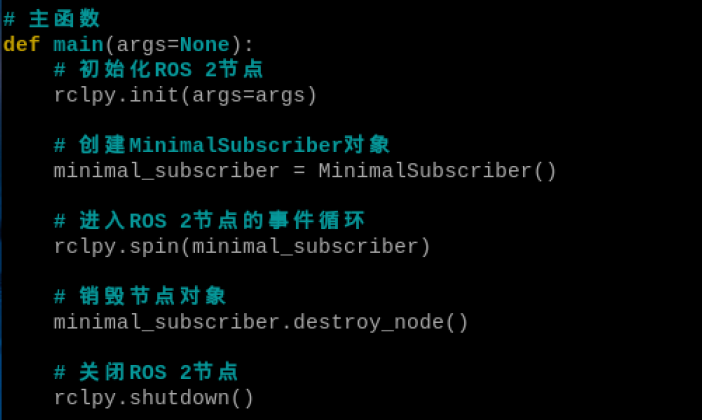 # 主函数
def main(args=None):
    # 初始化ROS 2节点
    rclpy.init(args=args)
    # 创建MinimalSubscriber对象
    minimal_subscriber = MinimalSubscriber()
    # 进入ROS 2节点的事件循环
    rclpy.spin(minimal_subscriber)
    # 销毁节点对象
    minimal_subscriber.destroy_node()
    # 关闭ROS 2节点
    rclpy.shutdown()